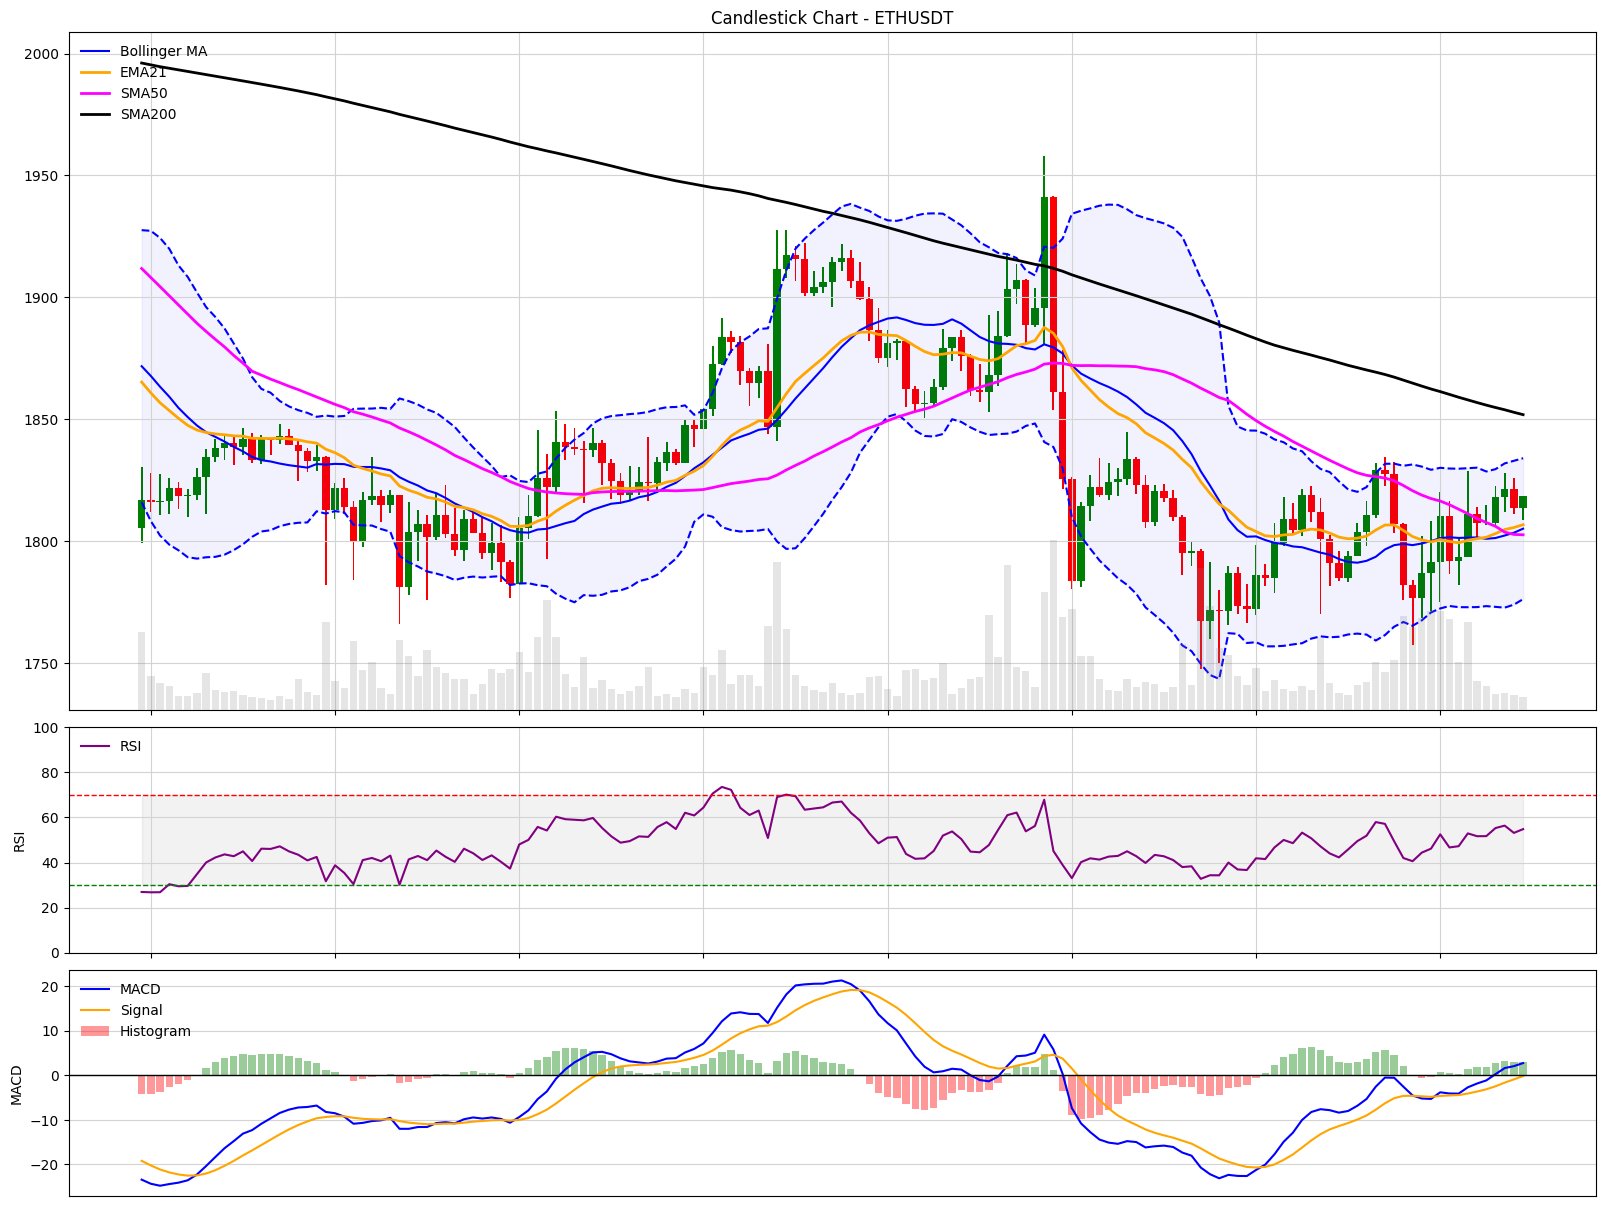 Candlestick Chart - ETHUSDT
Bollinger MA
EMA21
SMA50
SMA200
2000
1950
1900
1850
1800
1750
RSI
100
80
60
40
20
0
RSI
MACD
Signal
Histogram
20
10
0
−10
−20
MACD